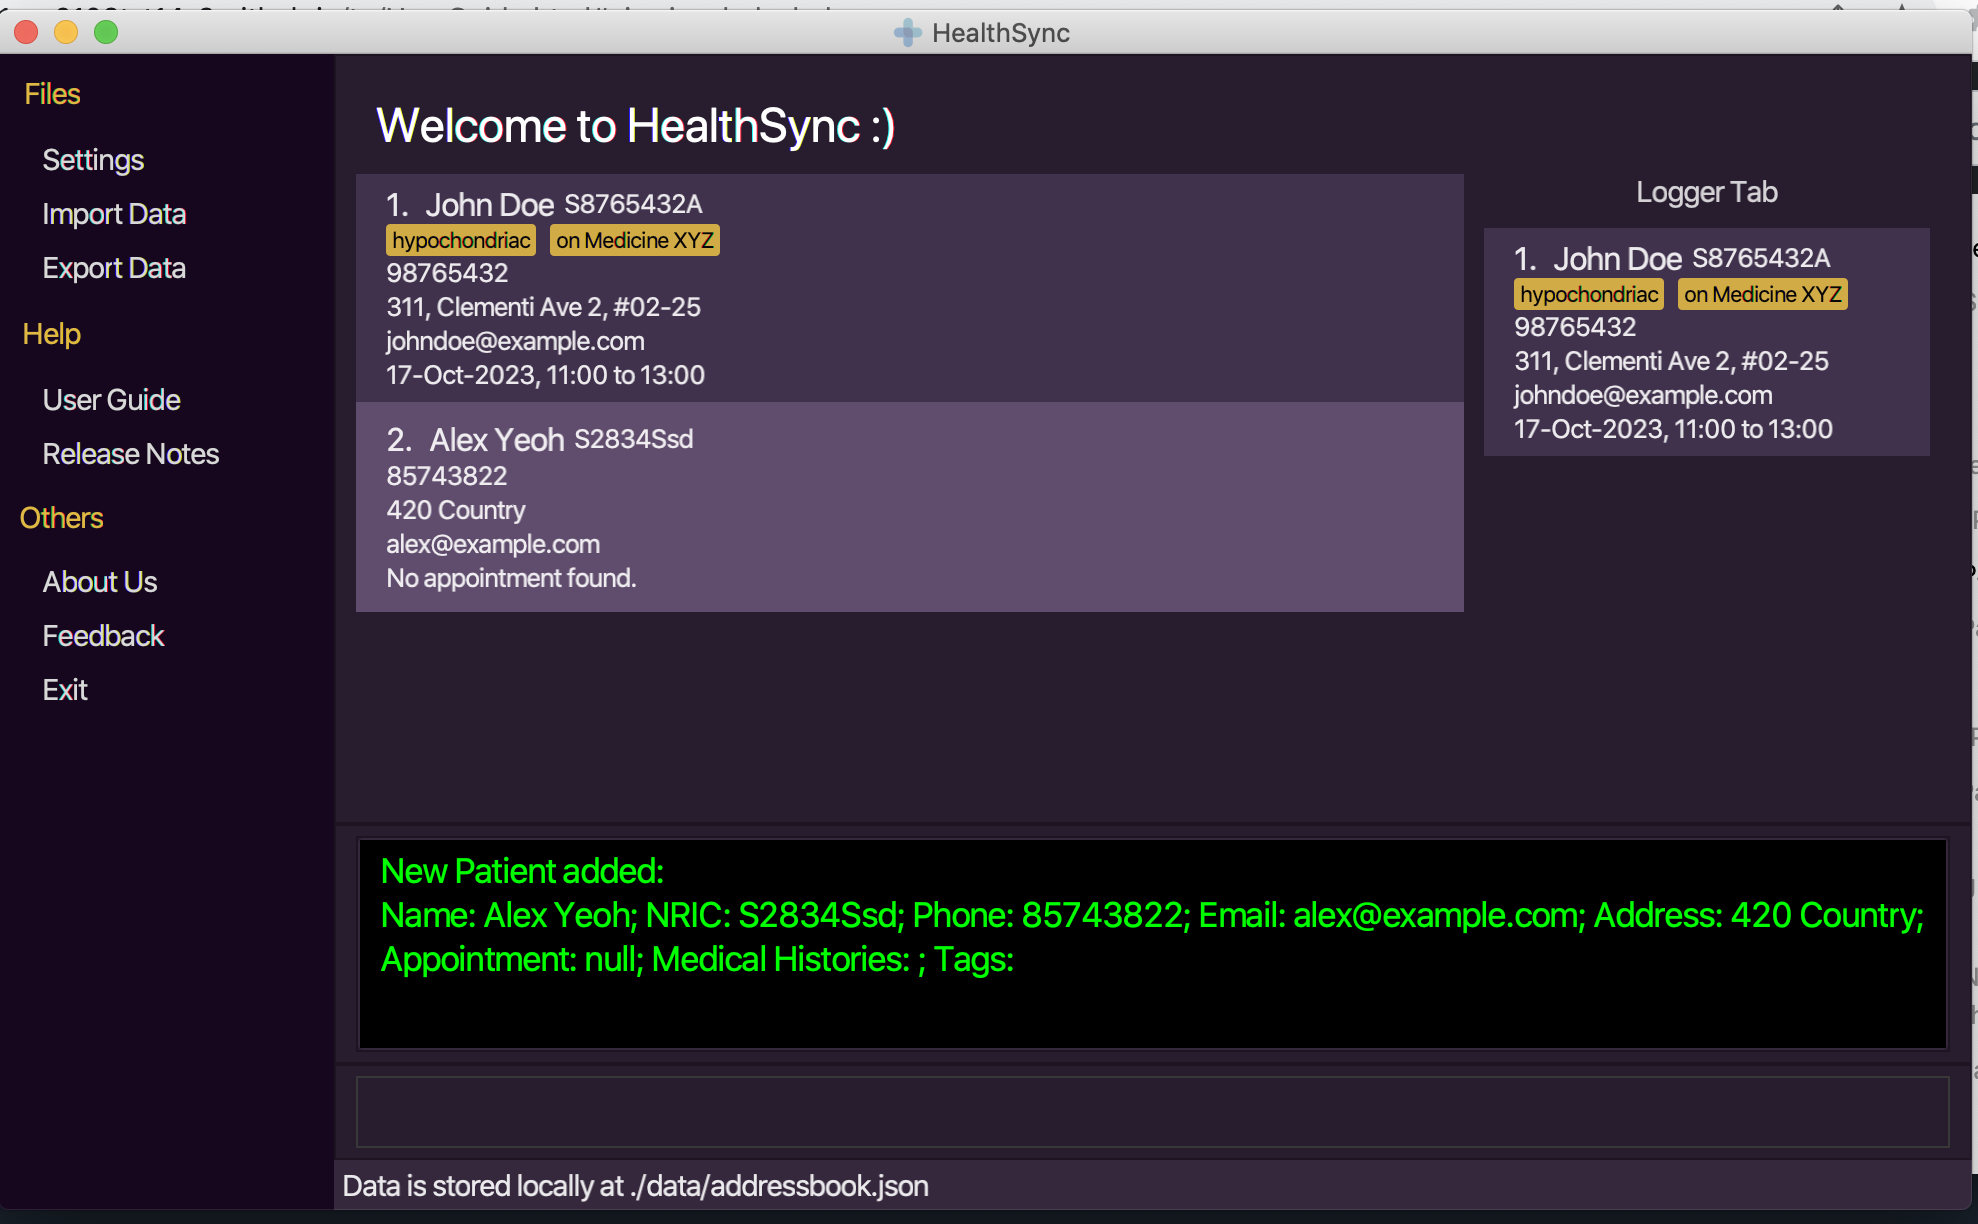 HealthSync
Files
Settings
Import Data
Export Data
Help
User Guide
Release Notes
Others
About Us
Feedback
Exit
Welcome to HealthSync :)
1. John Doe S8765432A
hypochondriac on Medicine XYZ
98765432
311, Clementi Ave 2, #02-25
johndoe@example.com
17-Oct-2023, 11:00 to 13:00
2. Alex Yeoh S2834Ssd
85743822
420 Country
alex@example.com
No appointment found.
Logger Tab
1. John Doe S8765432A
hypochondriac on Medicine XYZ
98765432
311, Clementi Ave 2, #02-25
johndoe@example.com
17-Oct-2023, 11:00 to 13:00
New Patient added:
Name: Alex Yeoh; NRIC: S2834Ssd; Phone: 85743822; Email: alex@example.com; Address: 420 Country;
Appointment: null; Medical Histories: ; Tags:
Data is stored locally at ./data/addressbook.json